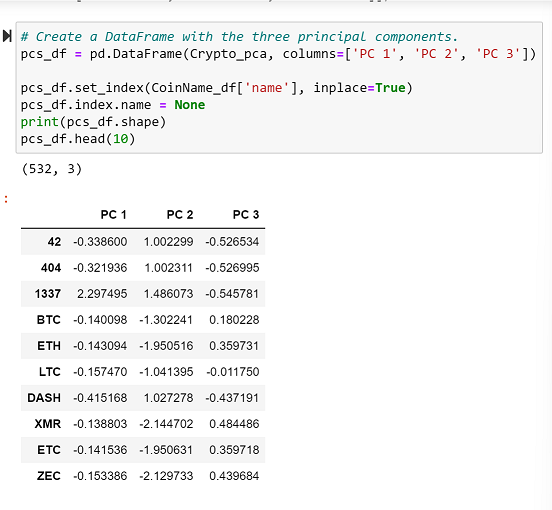 # Create a DataFrame with the three principal components.
pcs_df = pd.DataFrame(Crypto_pca, columns=['PC 1', 'PC 2', 'PC 3'])
pcs_df.set_index(CoinName_df['name'], inplace=True)
pcs_df.index.name = None
print(pcs_df.shape)
pcs_df.head(10)
(532, 3)
:
PC 1 PC 2 PC 3
42 -0.338600 1.002299 -0.526534
404 -0.321936 1.002311 -0.526995
1337 2.297495 1.486073 -0.545781
BTC -0.140098 -1.302241 0.180228
ETH -0.143094 -1.950516 0.359731
LTC -0.157470 -1.041395 -0.011750
DASH -0.415168 1.027278 -0.437191
XMR -0.138803 -2.144702 0.484486
ETC -0.141536 -1.950631 0.359718
ZEC -0.153386 -2.129733 0.439684